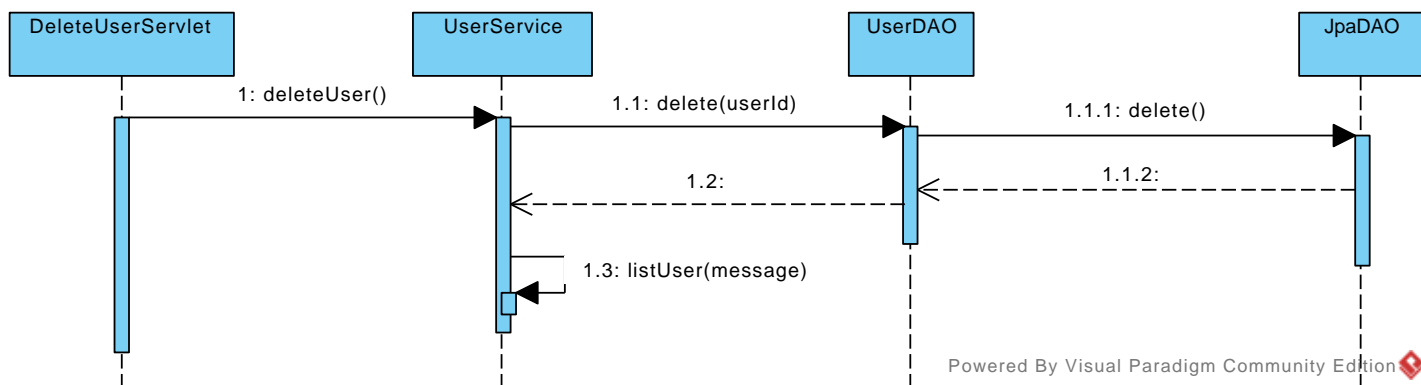 DeleteUserServlet
UserService
UserDAO
JpaDAO
1: deleteUser()
1.1: delete(userId)
1.1.1: delete()
1.2:
1.1.2:
1.3: listUser(message)
Powered By Visual Paradigm Community Edition